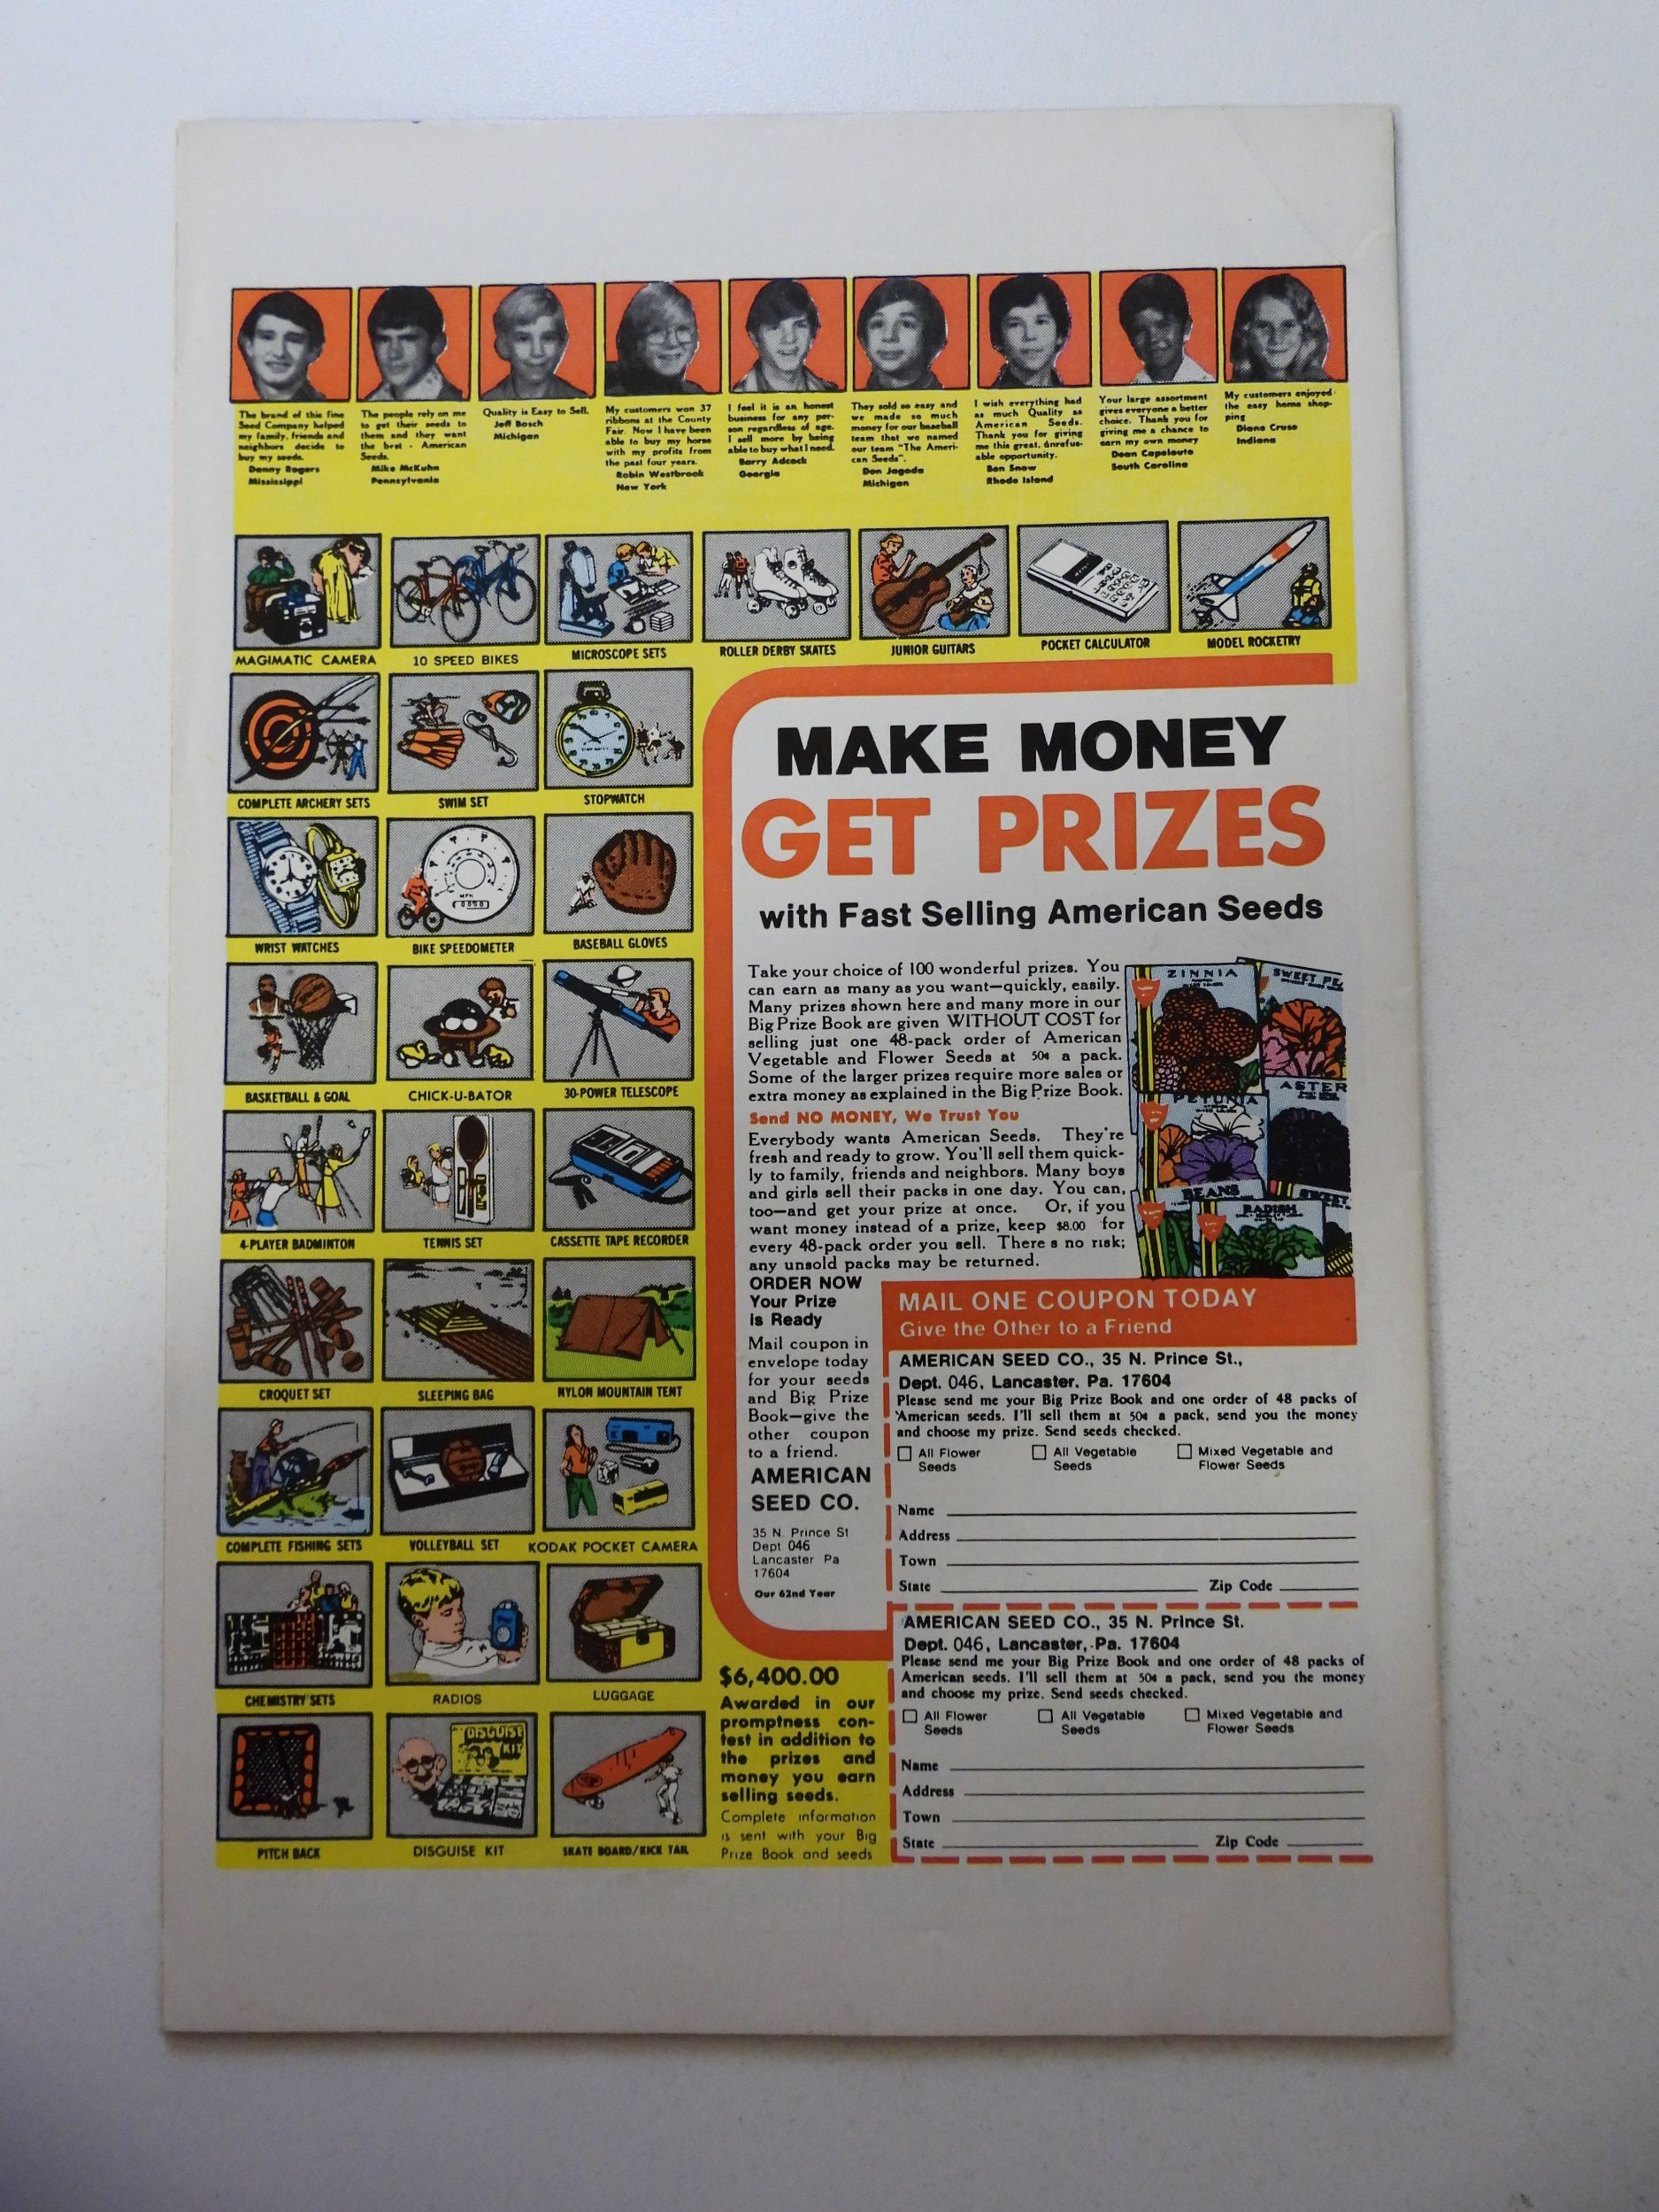 The brand of this fine
Seed Company helped
my family, friends and
neighbors decide to
buy my seeds.
Danny Rogers
Mississippi
The people rely on me
to get their seeds to
them and they want
the best - American
Seeds.
Mike McKuhn
Pennsylvania
Quality is Easy to Sell.
Jeff Bosch
Michigan
My customers won 37
ribbons at the County
Fair. Now I have been
able to buy my horse
with my profits from
the past four years.
Robin Westbrook
New York
I feel it is an honest
business for any per-
son regardless of age.
I sell more by being
able to buy what I need.
Barry Adcock
Georgia
They sold so easy and
we made so much
money for our baseball
team that we named
our team "The Ameri-
can Seeds".
Don Jagoda
Michigan
I wish everything had
as much Quality as
American Seeds.
Thank you for giving
me this great, unrefus-
able opportunity.
Ben Snow
Rhode Island
Your large assortment
gives everyone a better
choice. Thank you for
giving me a chance to
earn my own money
Dean Capalouto
South Carolina
My customers enjoyed
the easy home shop-
ping
Diane Cruse
Indiana
MAGIMATIC CAMERA
10 SPEED BIKES
MICROSCOPE SETS
ROLLER DERBY SKATES
JUNIOR GUITARS
POCKET CALCULATOR
MODEL ROCKETRY
COMPLETE ARCHERY SETS
SWIM SET
STOPWATCH
WRIST WATCHES
MPH
BIKE SPEEDOMETER
BASEBALL GLOVES
BASKETBALL & GOAL
CHICK-U-BATOR
30-POWER TELESCOPE
4-PLAYER BADMINTON
TENNIS SET
CASSETTE TAPE RECORDER
CROQUET SET
SLEEPING BAG
NYLON MOUNTAIN TENT
COMPLETE FISHING SETS
VOLLEYBALL SET
KODAK POCKET CAMERA
CHEMISTRY SETS
RADIOS
LUGGAGE
PITCH BACK
DISGUISE
KIT
DISGUISE KIT
SKATE BOARD/KICK TAIL
MAKE MONEY
GET PRIZES
with Fast Selling American Seeds
Take your choice of 100 wonderful prizes. You
can earn as many as you want—quickly, easily.
Many prizes shown here and many more in our
Big Prize Book are given WITHOUT COST for
selling just one 48-pack order of American
Vegetable and Flower Seeds at 50¢ a pack.
Some of the larger prizes require more sales or
extra money as explained in the Big Prize Book.
Send NO MONEY, We Trust You
Everybody wants American Seeds. They're
fresh and ready to grow. You'll sell them quick-
ly to family, friends and neighbors. Many boys
and girls sell their packs in one day. You can,
too—and get your prize at once. Or, if you
want money instead of a prize, keep $8.00 for
every 48-pack order you sell. There s no risk;
any unsold packs may be returned.
ZINNIA
SWEET PE
ASTER
PETUNIA
BEANS
RADISH
SWEET
ORDER NOW
Your Prize
is Ready
Mail coupon in
envelope today
for your seeds
and Big Prize
Book—give the
other coupon
to a friend.
AMERICAN
SEED CO.
35 N. Prince St
Dept 046
Lancaster Pa
17604
Our 62nd Year
MAIL ONE COUPON TODAY
Give the Other to a Friend
AMERICAN SEED CO., 35 N. Prince St.,
Dept. 046, Lancaster, Pa. 17604
Please send me your Big Prize Book and one order of 48 packs of
American seeds. I'll sell them at 50¢ a pack, send you the money
and choose my prize. Send seeds checked.
All Flower Seeds
All Vegetable Seeds
Mixed Vegetable and Flower Seeds
Name
Address
Town
State Zip Code
AMERICAN SEED CO., 35 N. Prince St.
Dept. 046, Lancaster, Pa. 17604
Please send me your Big Prize Book and one order of 48 packs of
American seeds. I'll sell them at 50¢ a pack, send you the money
and choose my prize. Send seeds checked.
All Flower Seeds
All Vegetable Seeds
Mixed Vegetable and Flower Seeds
Name
Address
Town
State Zip Code
$6,400.00
Awarded in our
promptness con-
test in addition to
the prizes and
money you earn
selling seeds.
Complete information
is sent with your Big
Prize Book and seeds